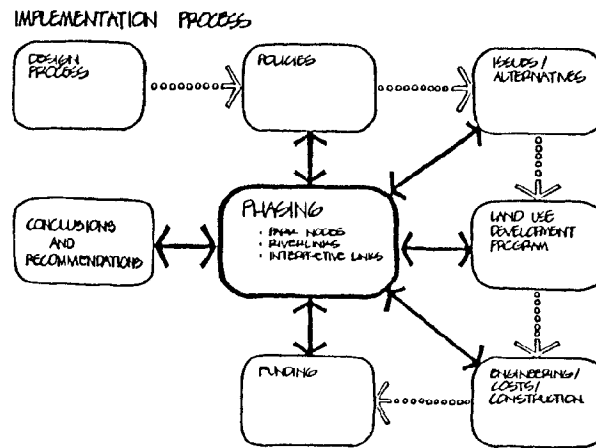 IMPLEMENTATION PROCESS
DESIGN
PROCESS
POLICIES
ISSUES/
ALTERNATIVES
CONCLUSIONS
AND
RECOMMENDATIONS
PHASING
· PARK NODES
· RIVERLINKS
· INTERPRETIVE LINKS
LAND USE
DEVELOPMENT
PROGRAM
FUNDING
ENGINEERING/
COSTS/
CONSTRUCTION